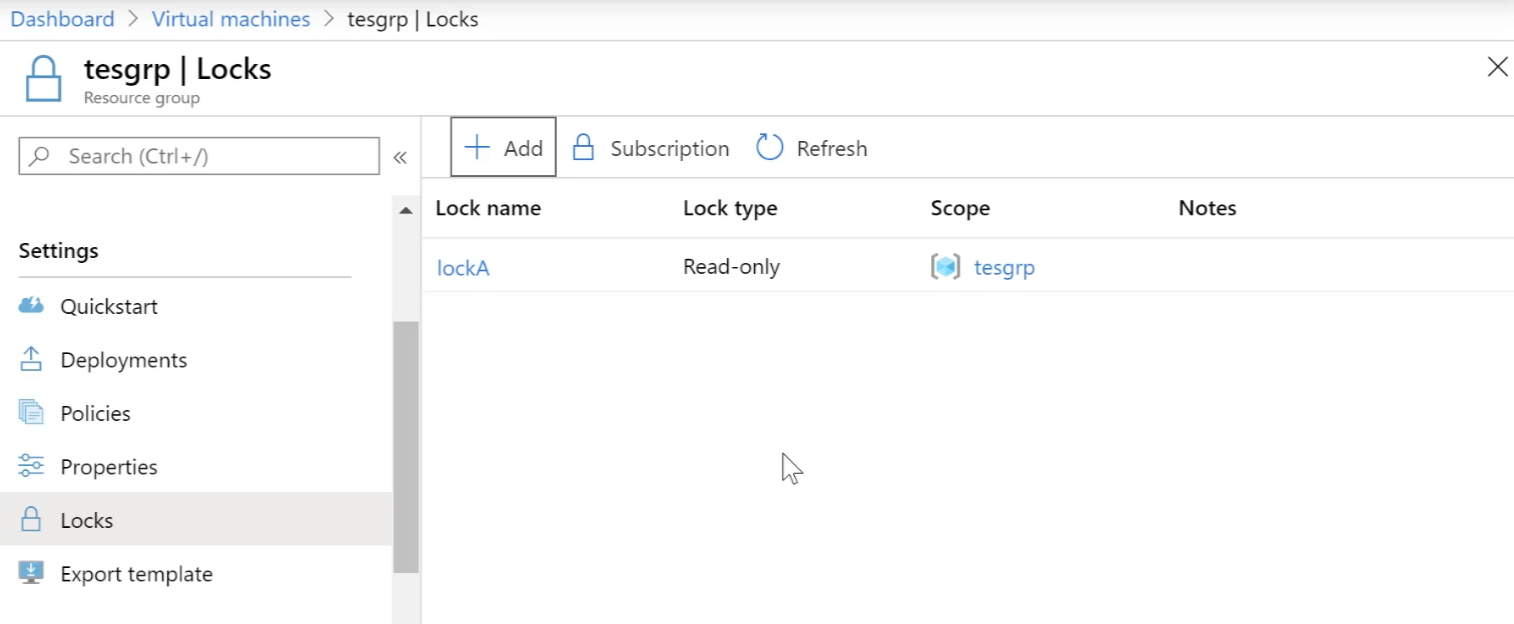 Dashboard > Virtual machines > tesgrp | Locks
tesgrp | Locks
Resource group
Search (Ctrl+/)
«
Add
Subscription
Refresh
Settings
Quickstart
Deployments
Policies
Properties
Locks
Export template
Lock name Lock type Scope Notes
lockA Read-only tesgrp